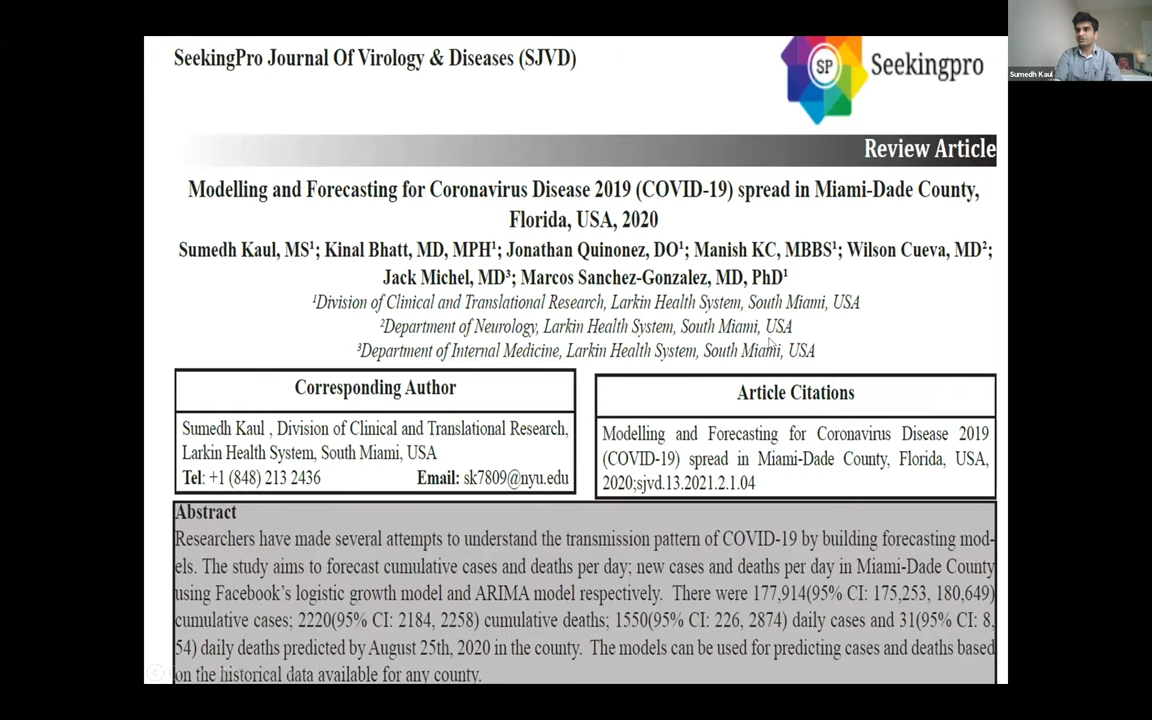 SeekingPro Journal Of Virology & Diseases (SJVD)
SP
Seekingpro
Sumedh Kaul
Review Article
Modelling and Forecasting for Coronavirus Disease 2019 (COVID-19) spread in Miami-Dade County,
Florida, USA, 2020
Sumedh Kaul, MS¹; Kinal Bhatt, MD, MPH¹; Jonathan Quinonez, DO¹; Manish KC, MBBS¹; Wilson Cueva, MD²;
Jack Michel, MD³; Marcos Sanchez-Gonzalez, MD, PhD¹
¹Division of Clinical and Translational Research, Larkin Health System, South Miami, USA
²Department of Neurology, Larkin Health System, South Miami, USA
³Department of Internal Medicine, Larkin Health System, South Miami, USA
Corresponding Author
Sumedh Kaul , Division of Clinical and Translational Research,
Larkin Health System, South Miami, USA
Tel: +1 (848) 213 2436 Email: sk7809@nyu.edu
Article Citations
Modelling and Forecasting for Coronavirus Disease 2019
(COVID-19) spread in Miami-Dade County, Florida, USA,
2020;sjvd.13.2021.2.1.04
Abstract
Researchers have made several attempts to understand the transmission pattern of COVID-19 by building forecasting mod-
els. The study aims to forecast cumulative cases and deaths per day; new cases and deaths per day in Miami-Dade County
using Facebook's logistic growth model and ARIMA model respectively. There were 177,914(95% CI: 175,253, 180,649)
cumulative cases; 2220(95% CI: 2184, 2258) cumulative deaths; 1550(95% CI: 226, 2874) daily cases and 31(95% CI: 8,
54) daily deaths predicted by August 25th, 2020 in the county. The models can be used for predicting cases and deaths based
on the historical data available for any county.